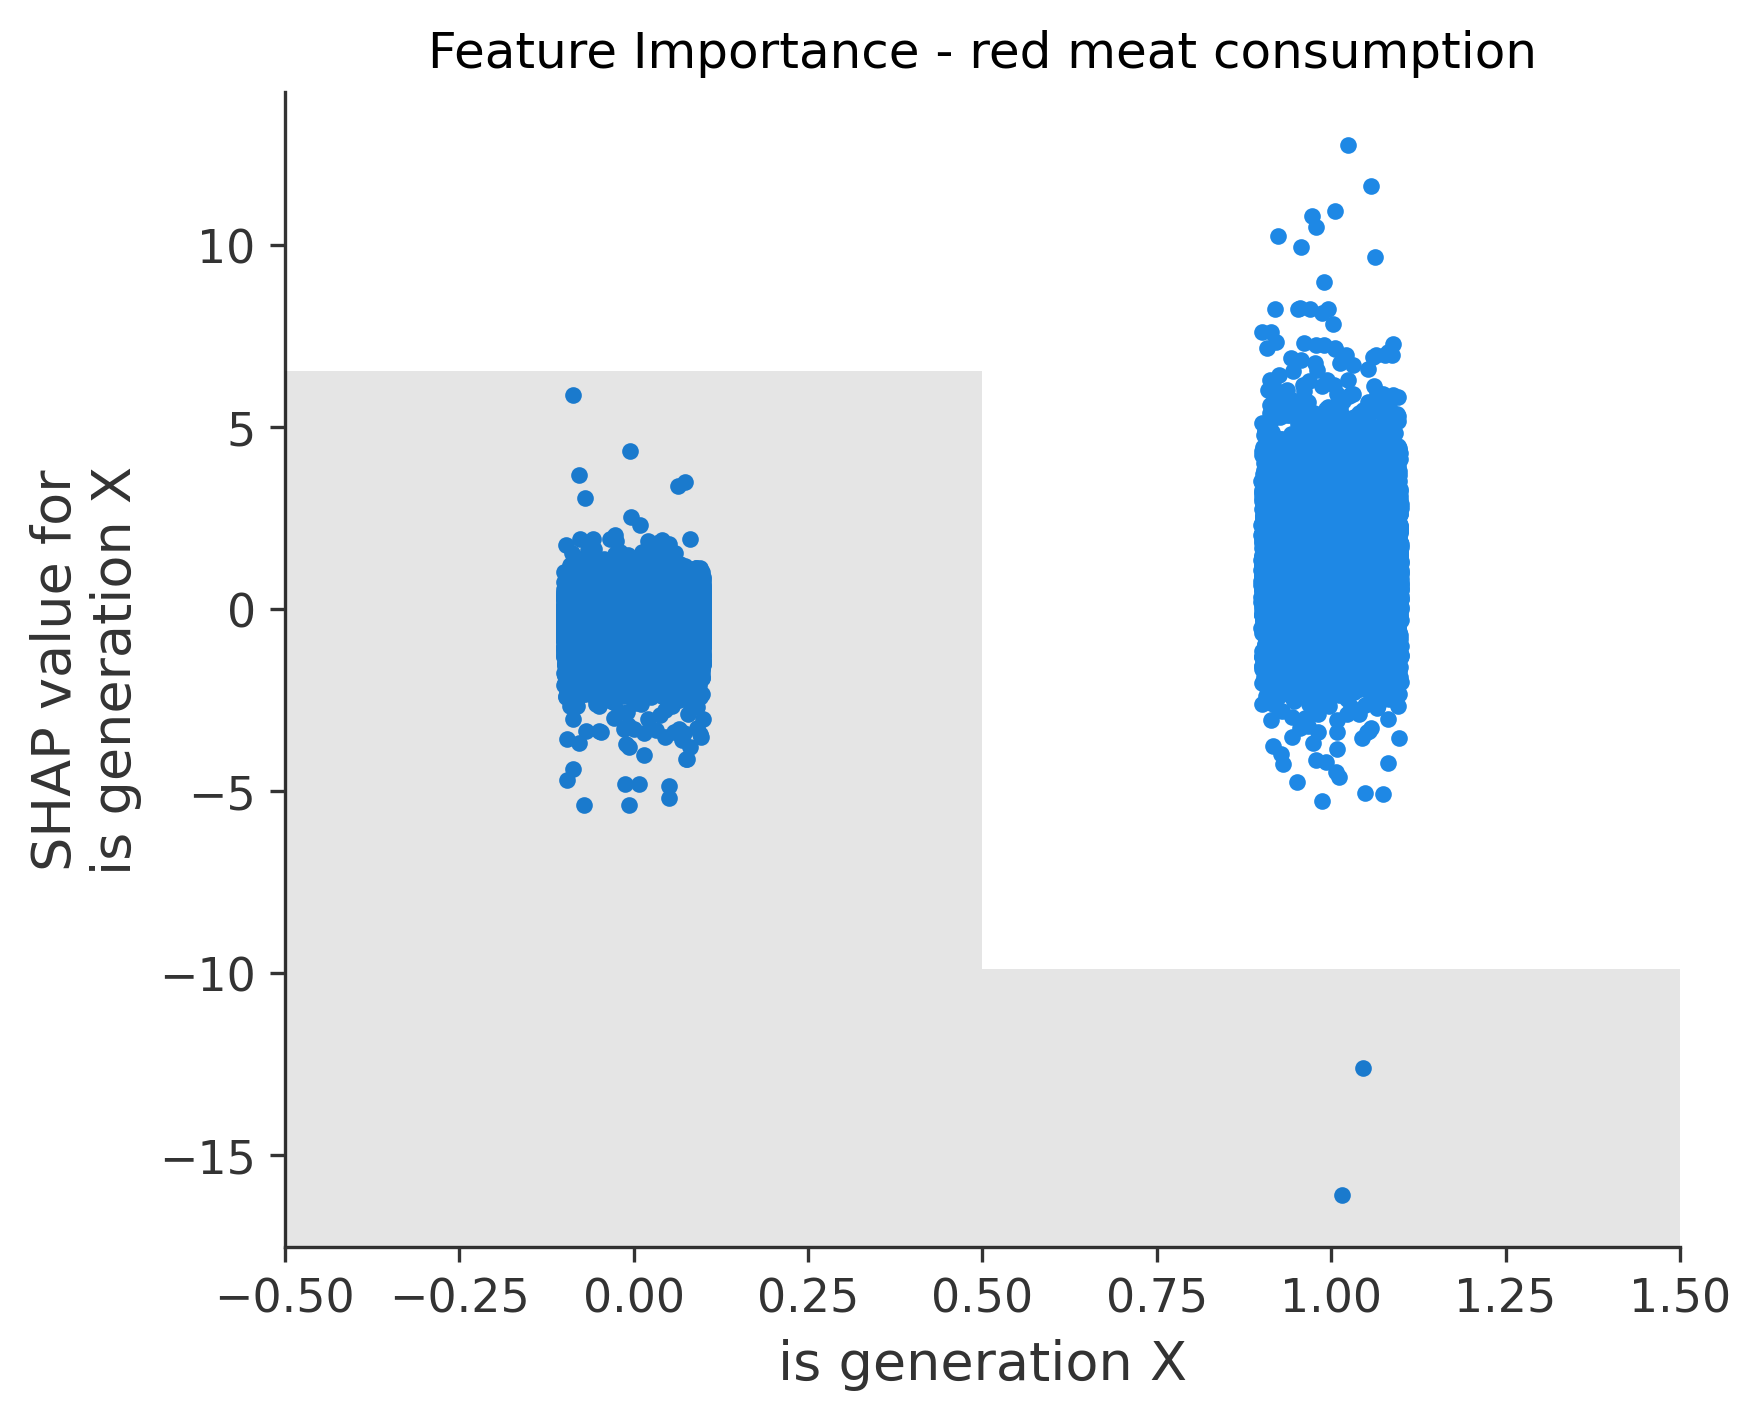 Feature Importance - red meat consumption
10
5
0
−5
−10
−15
SHAP value for
is generation X
−0.50 −0.25 0.00 0.25 0.50 0.75 1.00 1.25 1.50
is generation X